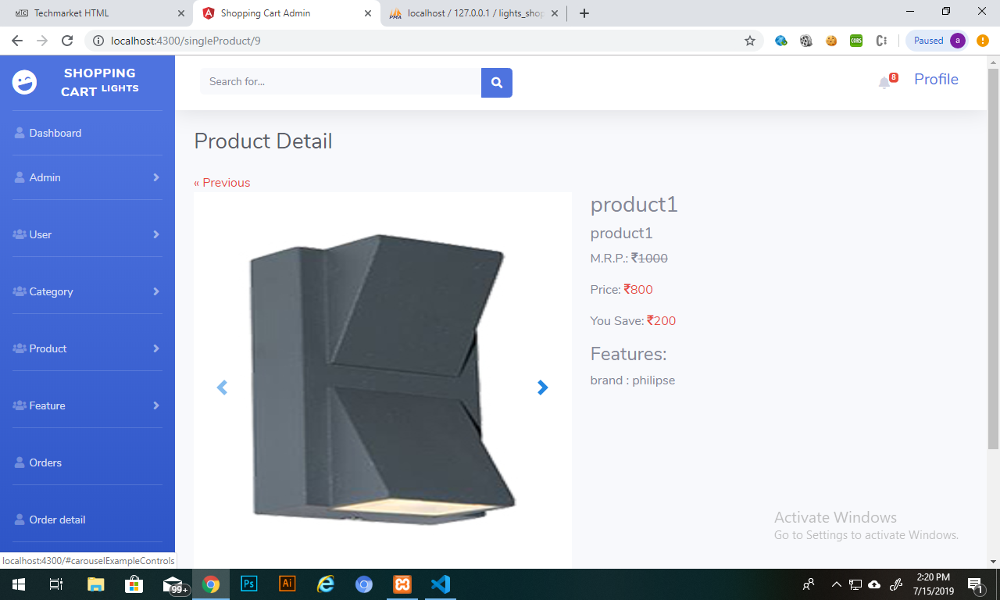 Techmarket HTML
Shopping Cart Admin
localhost / 127.0.0.1 / lights_shop
localhost:4300/singleProduct/9
CORS
Paused
a
SHOPPING
CART LIGHTS
Search for...
8
Profile
Dashboard
Admin
User
Category
Product
Feature
Orders
Order detail
Product Detail
« Previous
product1
product1
M.R.P.: ₹1000
Price: ₹800
You Save: ₹200
Features:
brand : philipse
Activate Windows
Go to Settings to activate Windows.
localhost:4300/#carouselExampleControls
99+
Ps
Ai
2:20 PM
7/15/2019
1